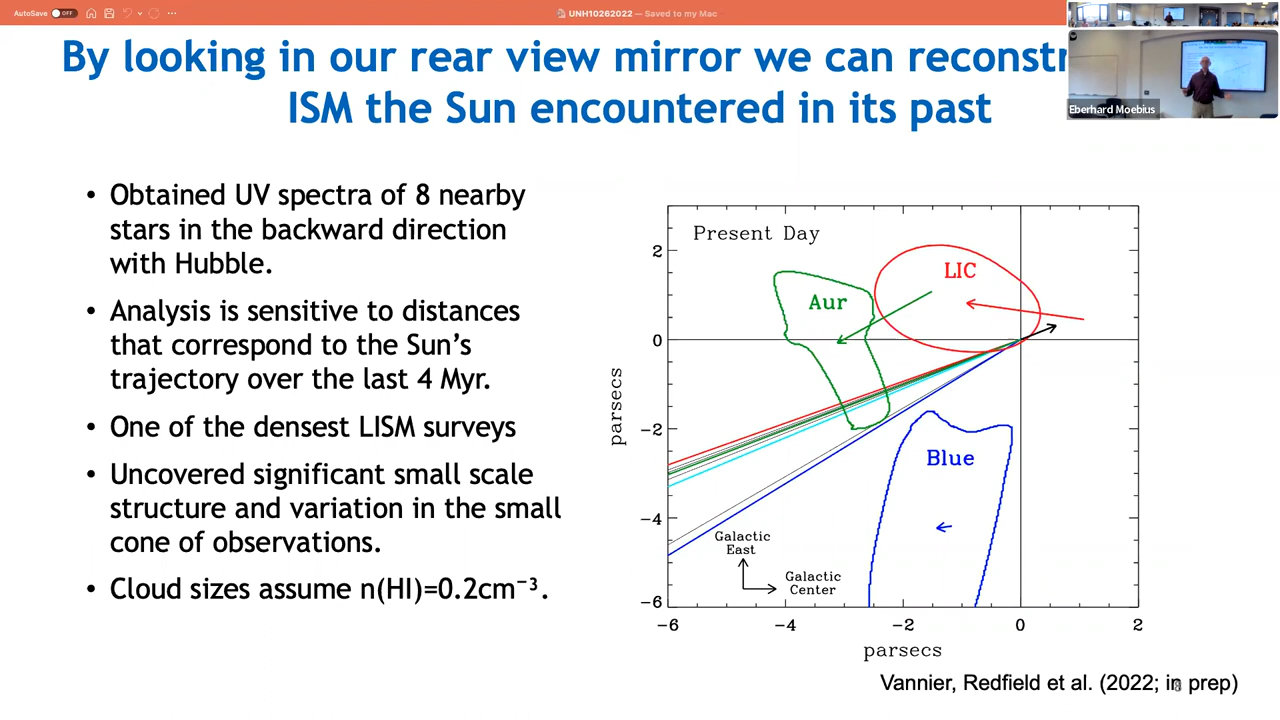 AutoSave OFF
UNH10262022 — Saved to my Mac
By looking in our rear view mirror we can reconstr
ISM the Sun encountered in its past
Eberhard Moebius
• Obtained UV spectra of 8 nearby
stars in the backward direction
with Hubble.
• Analysis is sensitive to distances
that correspond to the Sun's
trajectory over the last 4 Myr.
• One of the densest LISM surveys
• Uncovered significant small scale
structure and variation in the small
cone of observations.
• Cloud sizes assume n(HI)=0.2cm⁻³.
Present Day
LIC
Aur
Blue
Galactic
East
Galactic
Center
2
0
−2
−4
−6
parsecs
−6 −4 −2 0 2
parsecs
Vannier, Redfield et al. (2022; in prep)
8